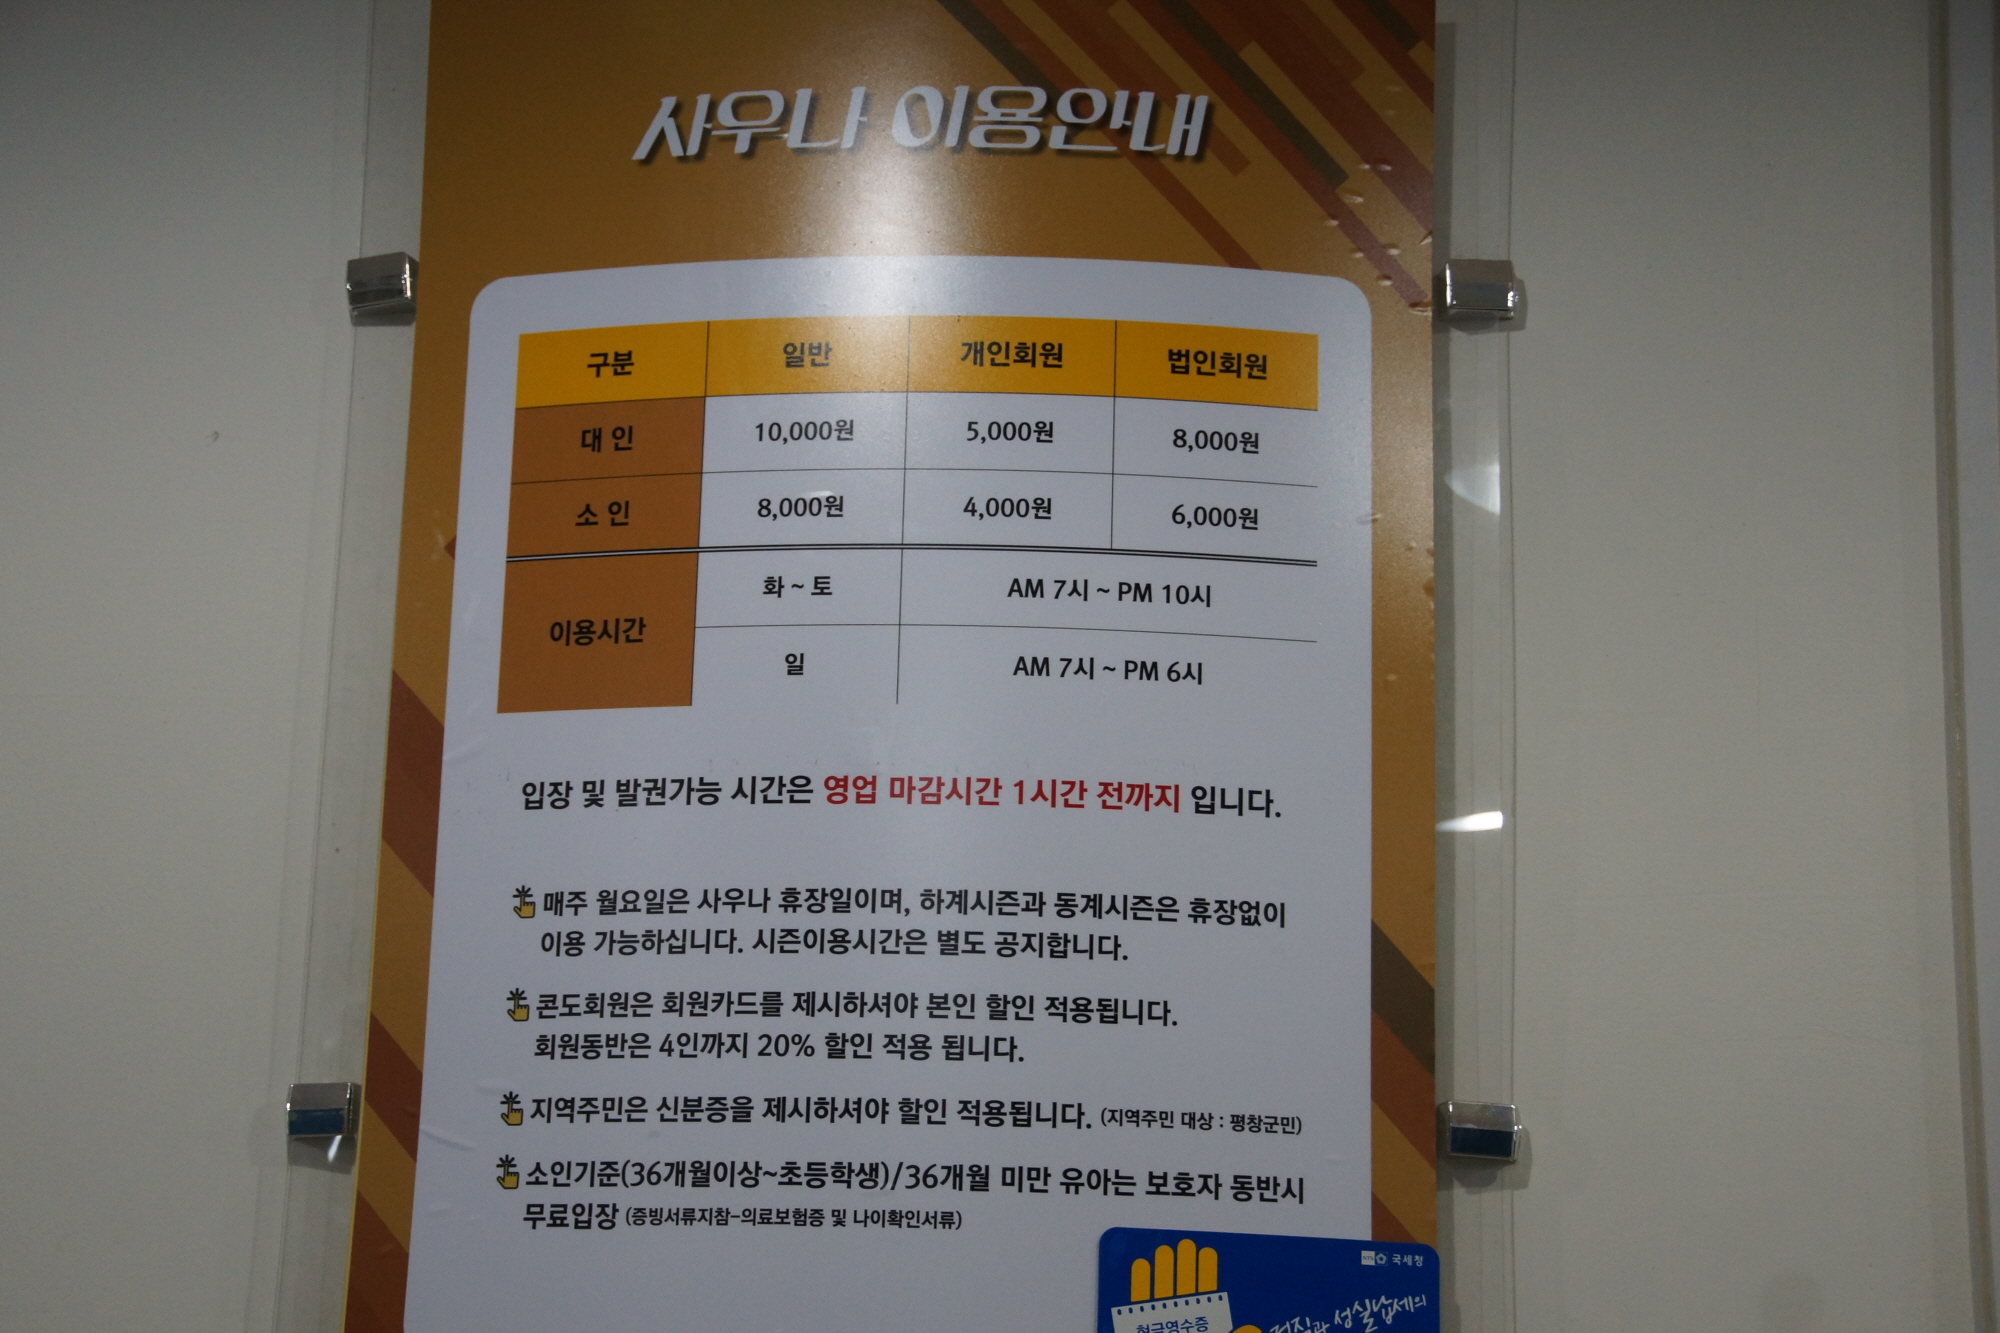 사우나 이용안내
구분 일반 개인회원 법인회원
대 인 10,000원 5,000원 8,000원
소 인 8,000원 4,000원 6,000원
이용시간
화 ~ 토 AM 7시 ~ PM 10시
일 AM 7시 ~ PM 6시
입장 및 발권가능 시간은 영업 마감시간 1시간 전까지 입니다.
매주 월요일은 사우나 휴장일이며, 하계시즌과 동계시즌은 휴장없이
이용 가능하십니다. 시즌이용시간은 별도 공지합니다.
콘도회원은 회원카드를 제시하셔야 본인 할인 적용됩니다.
회원동반은 4인까지 20% 할인 적용 됩니다.
지역주민은 신분증을 제시하셔야 할인 적용됩니다. (지역주민 대상 : 평창군민)
소인기준(36개월이상~초등학생)/36개월 미만 유아는 보호자 동반시
무료입장 (증빙서류지참-의료보험증 및 나이확인서류)
국세청
성실납세의
현금영수증